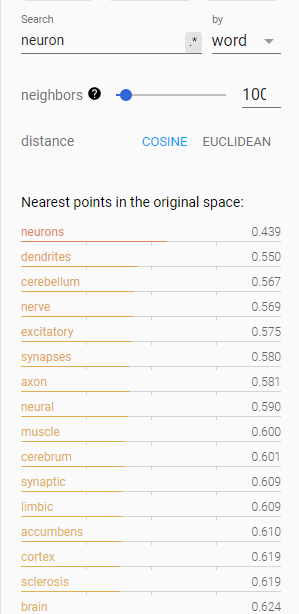 Search
by
neuron
.*
word
neighbors ?
100
distance
COSINE
EUCLIDEAN
Nearest points in the original space:
neurons 0.439
dendrites 0.550
cerebellum 0.567
nerve 0.569
excitatory 0.575
synapses 0.580
axon 0.581
neural 0.590
muscle 0.600
cerebrum 0.601
synaptic 0.609
limbic 0.609
accumbens 0.610
cortex 0.619
sclerosis 0.619
brain 0.624